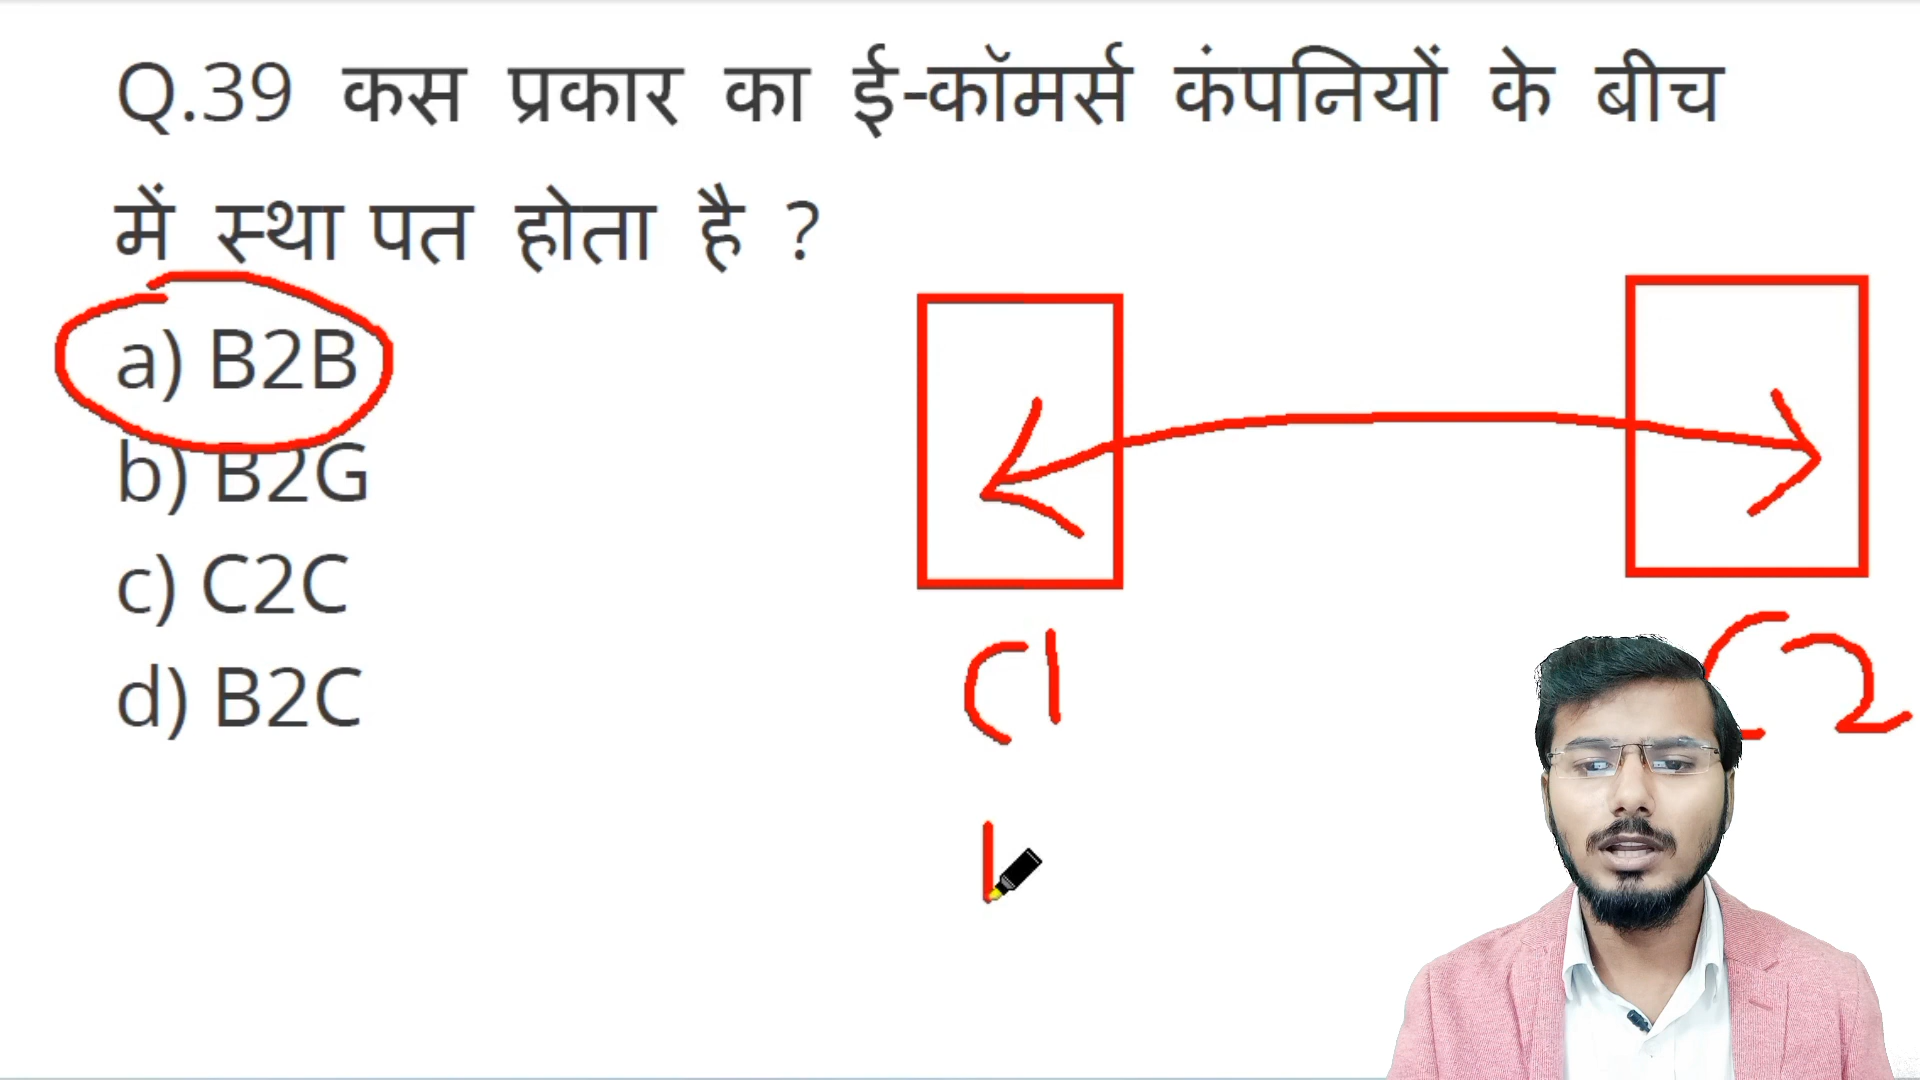 Q.39 कस प्रकार का ई-कॉमर्स कंपनियों के बीच
में स्था पत होता है ?
a) B2B
b) B2G
c) C2C
d) B2C
C1
C2